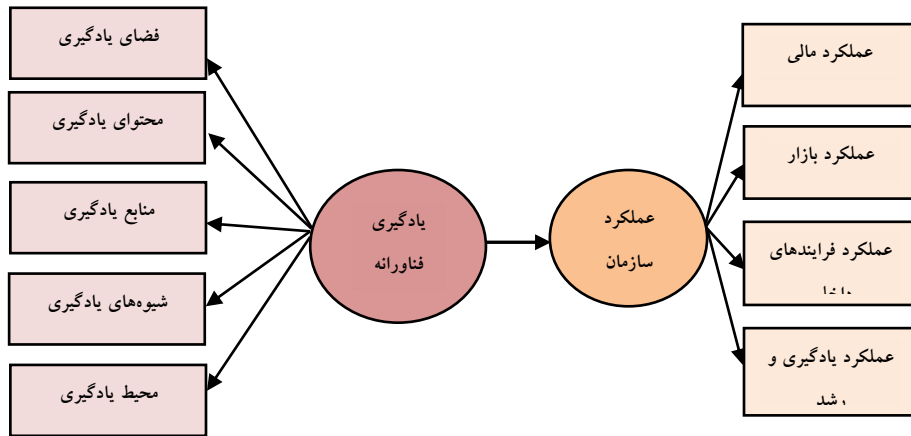 فضای یادگیری
محتوای یادگیری
منابع یادگیری
شیوه‌های یادگیری
محیط یادگیری
یادگیری
فناورانه
عملکرد
سازمان
عملکرد مالی
عملکرد بازار
عملکرد فرایندهای
عملکرد یادگیری و
رشد